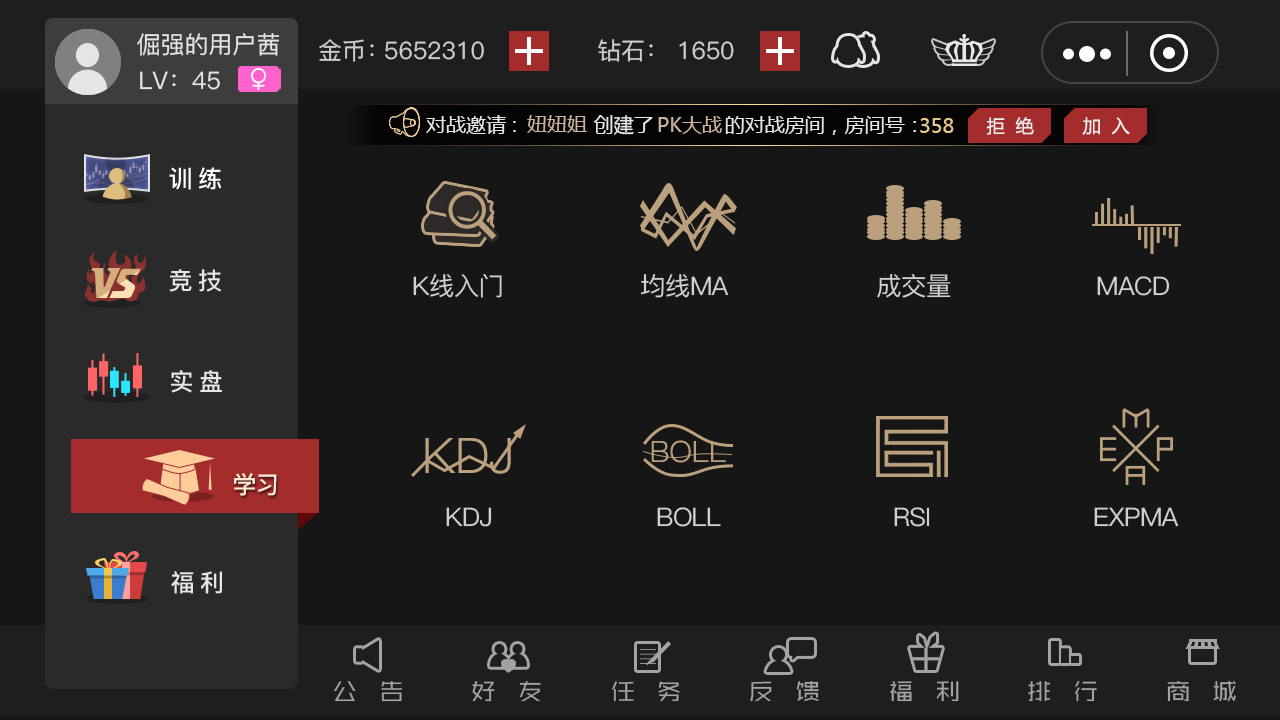 倔强的用户茜
LV：45
金币：5652310
钻石： 1650
对战邀请：妞妞姐 创建了PK大战的对战房间，房间号：358
拒 绝
加 入
训 练
竞 技
VS
实 盘
学习
福 利
K线入门
均线MA
成交量
MACD
KDJ
BOLL
EXPMA
KDJ
BOLL
RSI
EXPMA
公 告
好 友
任 务
反 馈
福 利
排 行
商 城